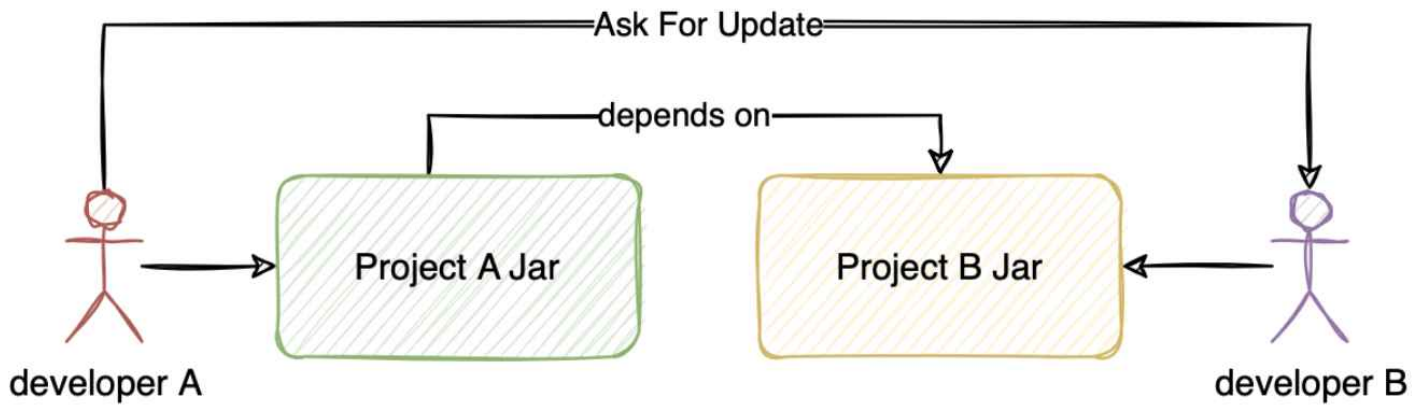 Ask For Update
depends on
Project A Jar
Project B Jar
developer A
developer B